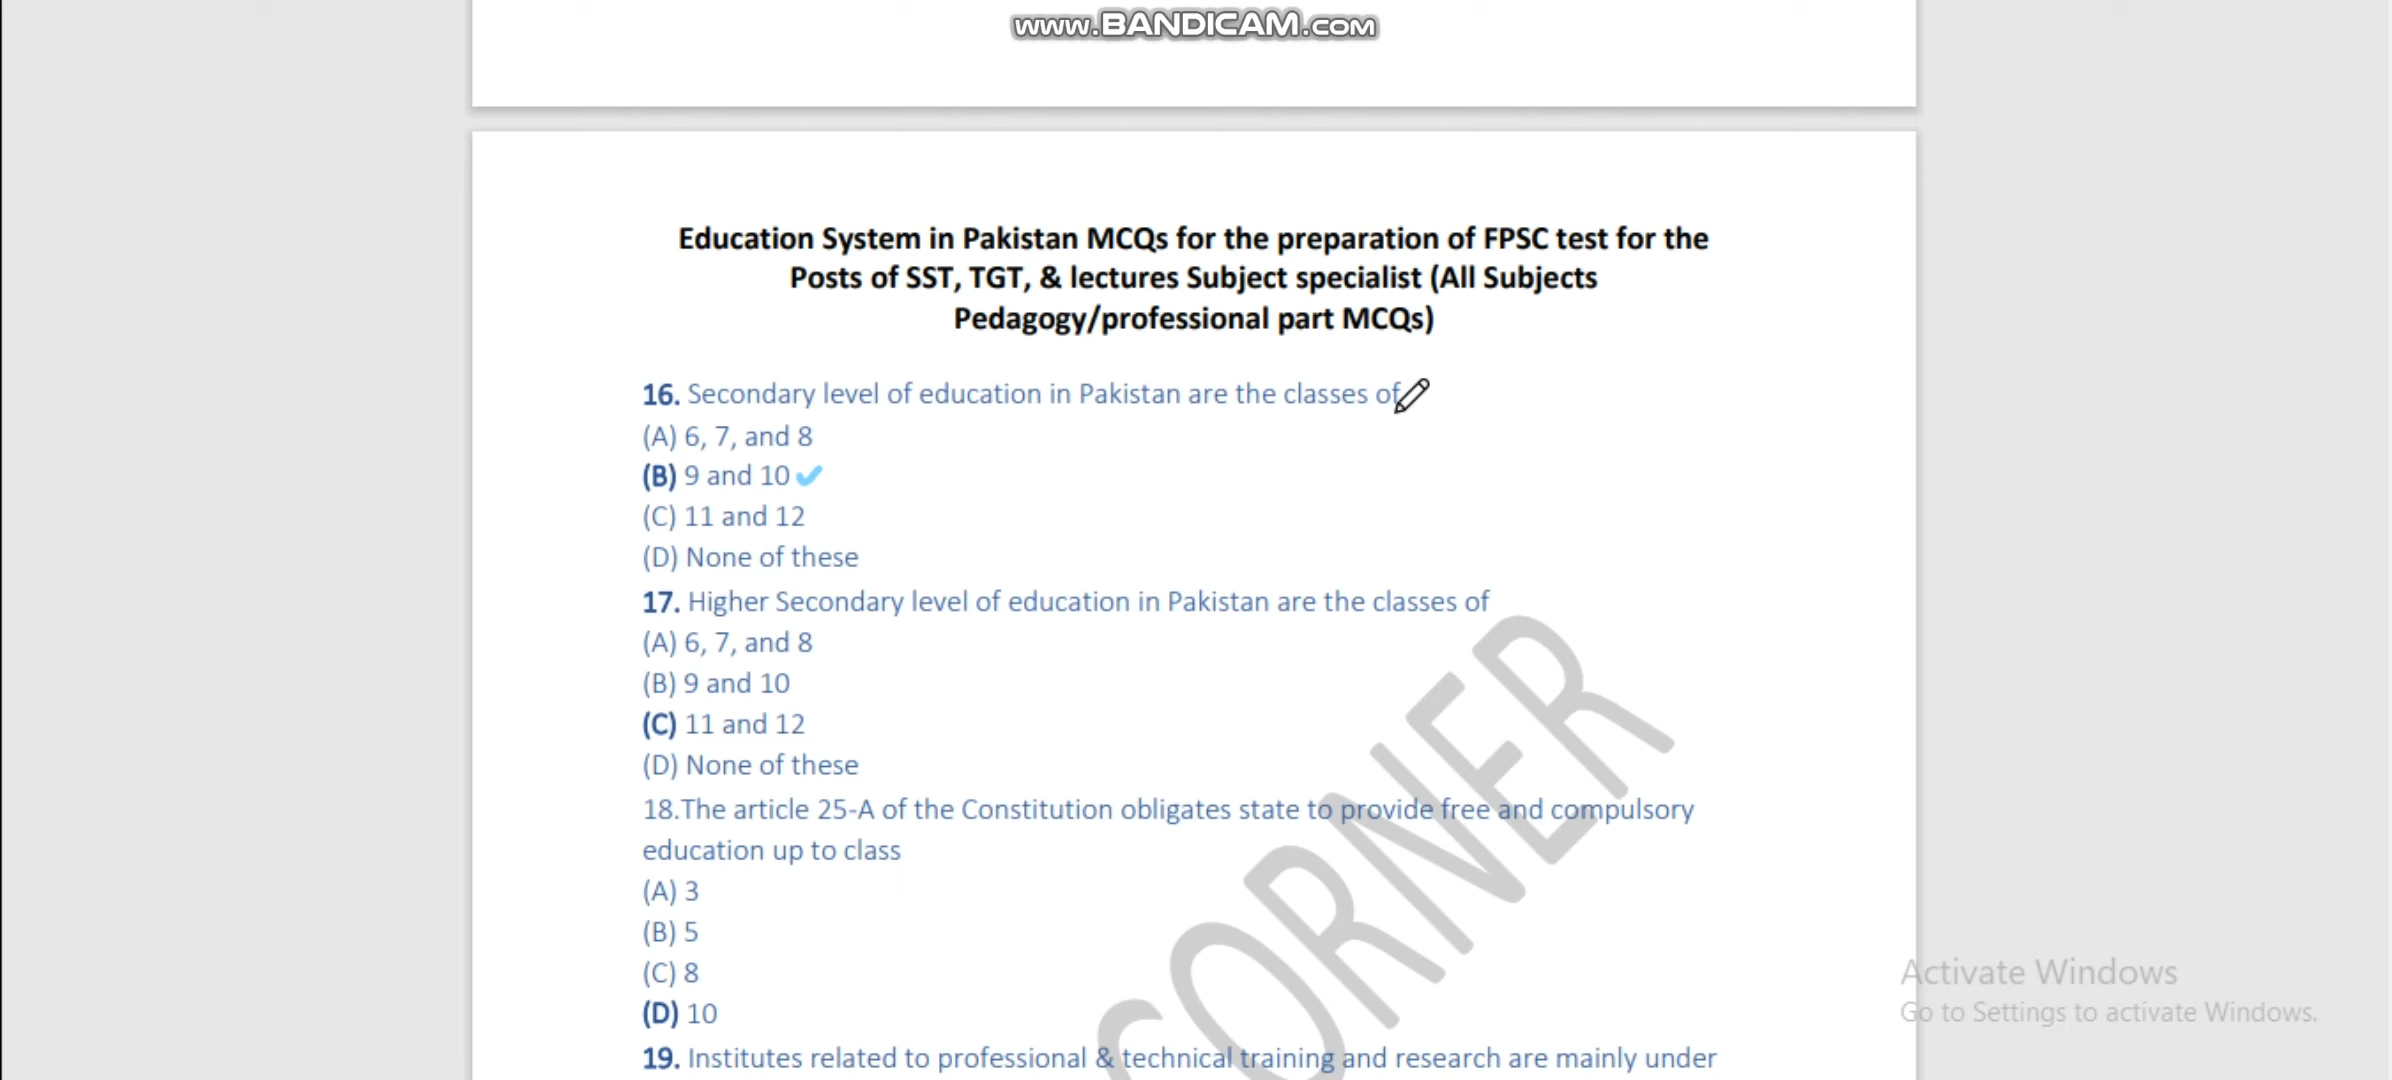 www.BANDICAM.com
Education System in Pakistan MCQs for the preparation of FPSC test for the
Posts of SST, TGT, & lectures Subject specialist (All Subjects
Pedagogy/professional part MCQs)
16. Secondary level of education in Pakistan are the classes of
(A) 6, 7, and 8
(B) 9 and 10
(C) 11 and 12
(D) None of these
17. Higher Secondary level of education in Pakistan are the classes of
(A) 6, 7, and 8
(B) 9 and 10
(C) 11 and 12
(D) None of these
18.The article 25-A of the Constitution obligates state to provide free and compulsory
education up to class
(A) 3
(B) 5
(C) 8
(D) 10
19. Institutes related to professional & technical training and research are mainly under
CORNER
Activate Windows
Go to Settings to activate Windows.